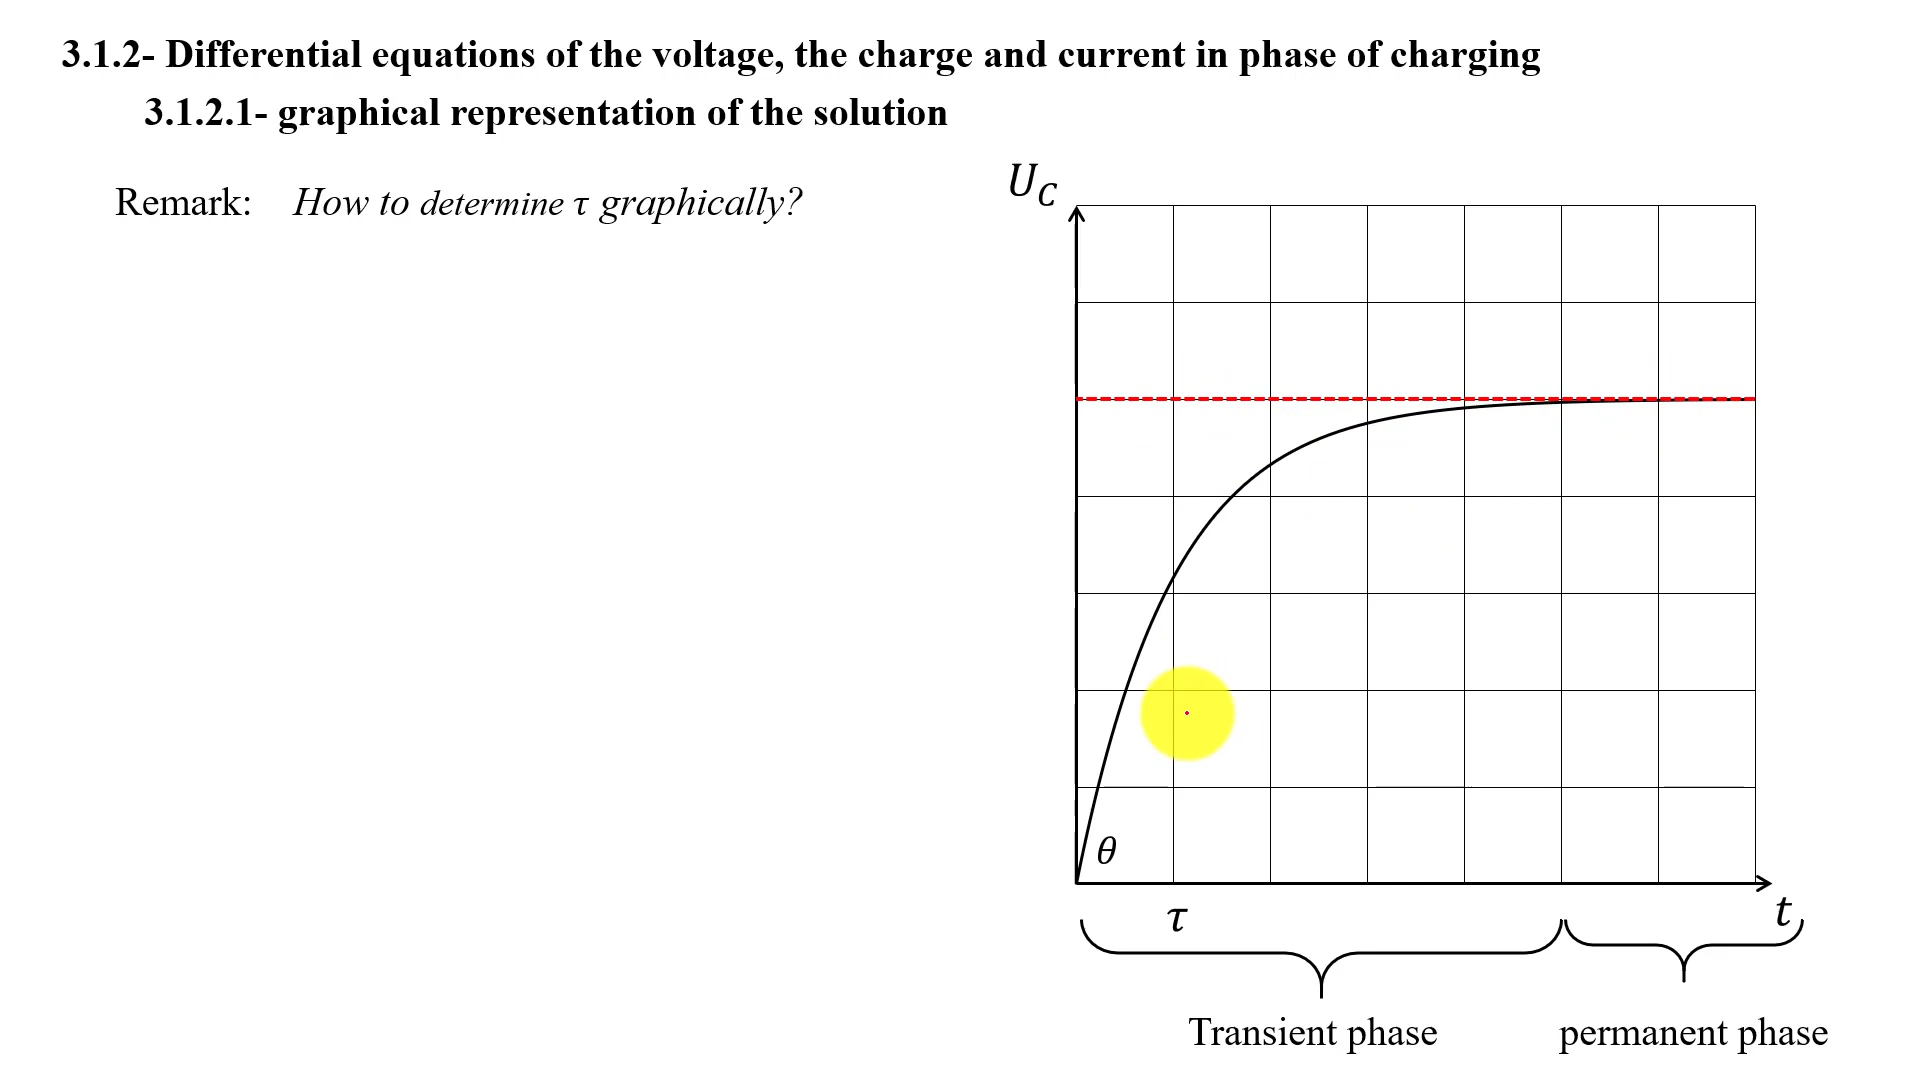 3.1.2- Differential equations of the voltage, the charge and current in phase of charging
3.1.2.1- graphical representation of the solution
Remark: How to determine τ graphically?
U_C
θ
τ
t
Transient phase
permanent phase